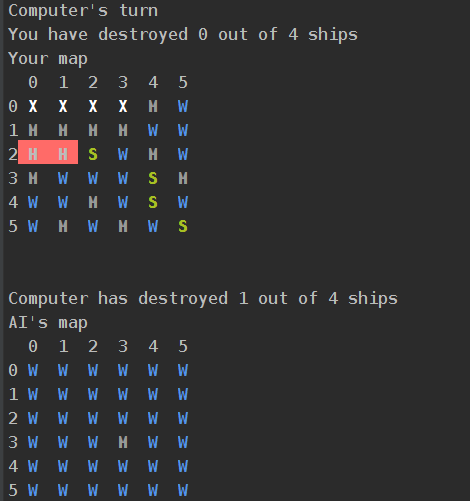 Computer's turn
You have destroyed 0 out of 4 ships
Your map
0 1 2 3 4 5
0 X X X X H W
1 H H H H W W
2 H H S W H W
3 H W W W S H
4 W W H W S W
5 W H W H W S
Computer has destroyed 1 out of 4 ships
AI's map
0 1 2 3 4 5
0 W W W W W W
1 W W W W W W
2 W W W W W W
3 W W W H W W
4 W W W W W W
5 W W W W W W